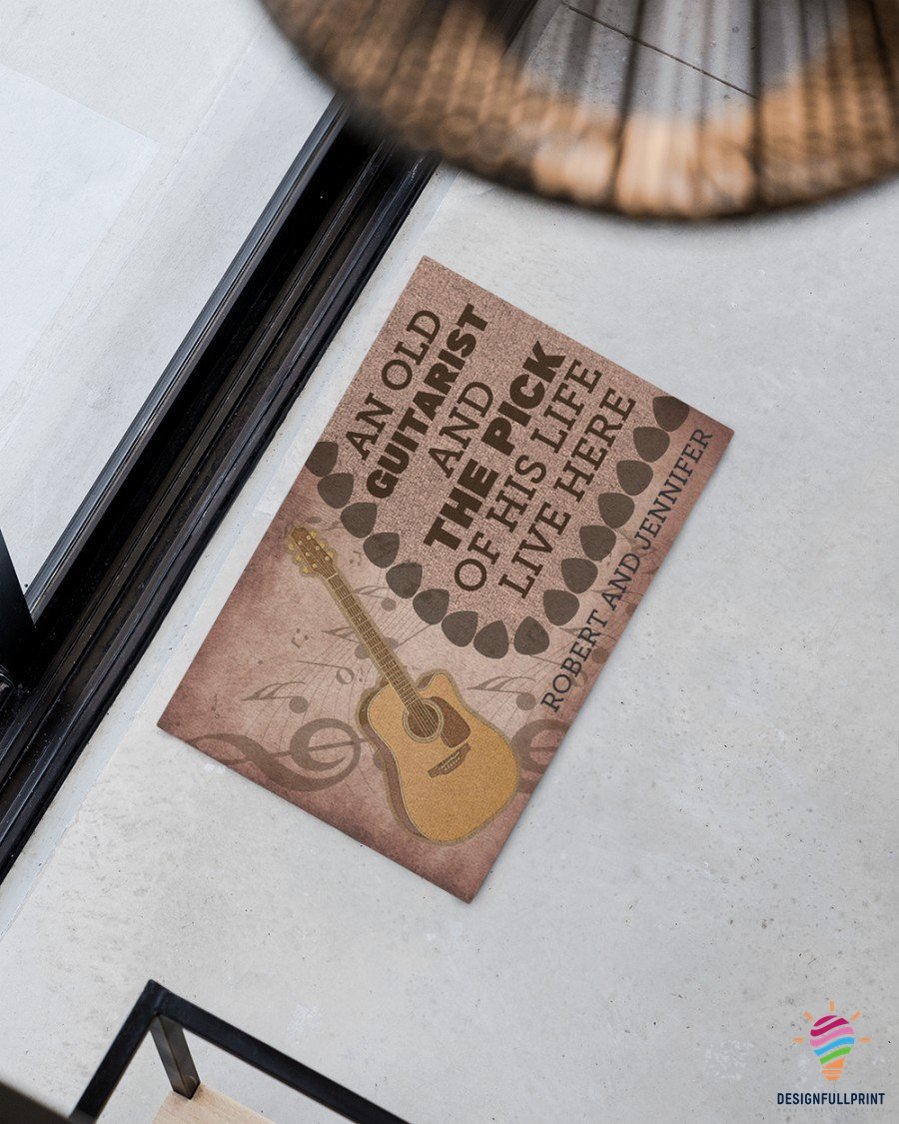 AN OLD
GUITARIST
AND
THE PICK
OF HIS LIFE
LIVE HERE
ROBERT AND JENNIFER
DESIGNFULLPRINT